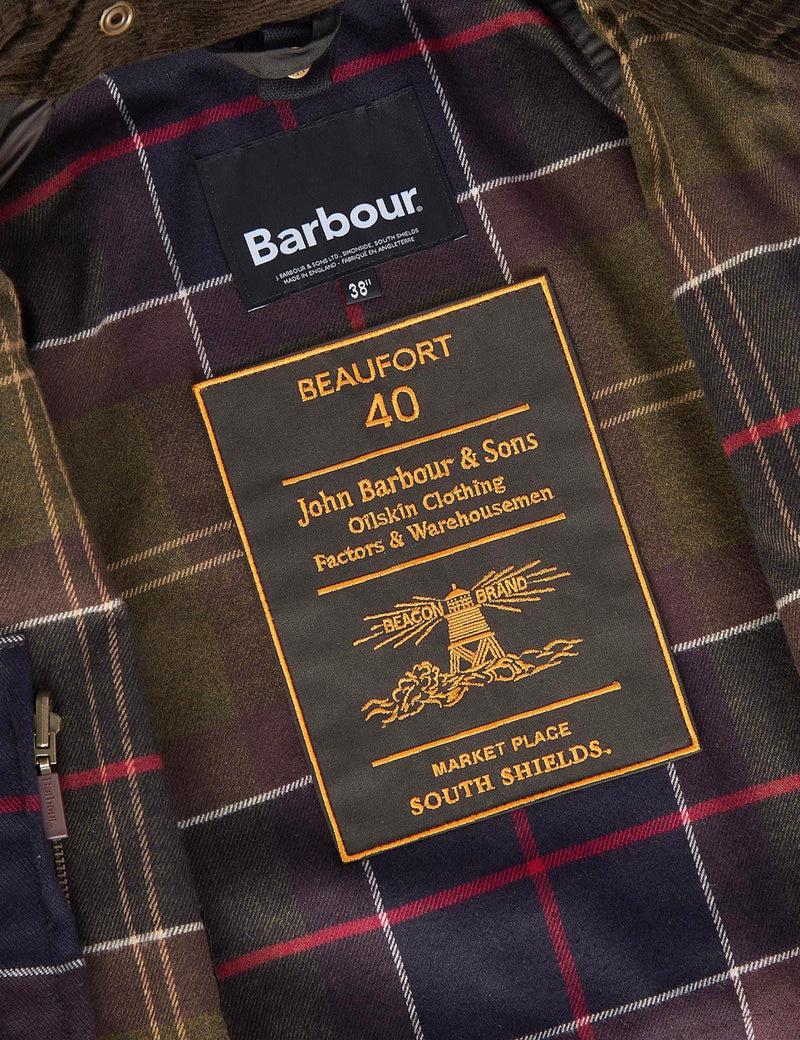 Barbour®
J. BARBOUR & SONS LTD., SIMONSIDE, SOUTH SHIELDS
MADE IN ENGLAND - FABRIQUÉ EN ANGLETERRE
38"
BEAUFORT
40
John Barbour & Sons
Oilskin Clothing
Factors & Warehousemen
BEACON BRAND
MARKET PLACE
SOUTH SHIELDS.
Barbour